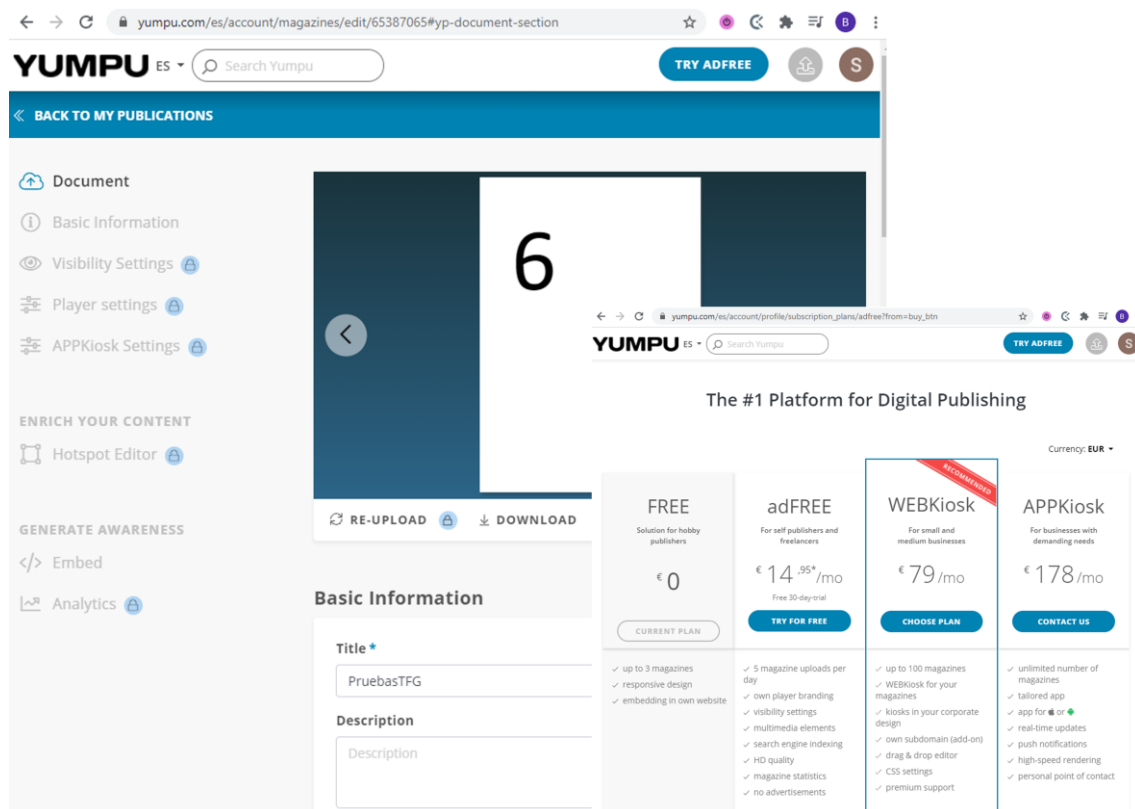 yumpu.com/es/account/magazines/edit/65387065#yp-document-section
B
YUMPU ES
Search Yumpu
TRY ADFREE
S
BACK TO MY PUBLICATIONS
Document
Basic Information
Visibility Settings
Player settings
APPKiosk Settings
ENRICH YOUR CONTENT
Hotspot Editor
GENERATE AWARENESS
</> Embed
Analytics
6
RE-UPLOAD
DOWNLOAD
Basic Information
Title *
PruebasTFG
Description
Description
yumpu.com/es/account/profile/subscription_plans/adfree?from=buy_btn
B
YUMPU ES
Search Yumpu
TRY ADFREE
S
The #1 Platform for Digital Publishing
Currency: EUR
FREE
Solution for hobby
publishers
€ 0
CURRENT PLAN
✓ up to 3 magazines
✓ responsive design
✓ embedding in own website
adFREE
For self publishers and
freelancers
€ 14 .95*/mo
Free 30-day-trial
TRY FOR FREE
✓ 5 magazine uploads per
day
✓ own player branding
✓ visibility settings
✓ multimedia elements
✓ search engine indexing
✓ HD quality
✓ magazine statistics
✓ no advertisements
RECOMMENDED
WEBKiosk
For small and
medium businesses
€ 79 /mo
CHOOSE PLAN
✓ up to 100 magazines
✓ WEBKiosk for your
magazines
✓ kiosks in your corporate
design
✓ own subdomain (add-on)
✓ drag & drop editor
✓ CSS settings
✓ premium support
APPKiosk
For businesses with
demanding needs
€ 178 /mo
CONTACT US
✓ unlimited number of
magazines
✓ tailored app
✓ app for or
✓ real-time updates
✓ push notifications
✓ high-speed rendering
✓ personal point of contact